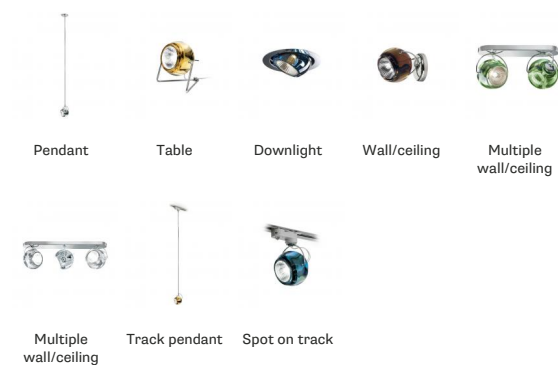 Pendant
Table
Downlight
Wall/ceiling
Multiple
wall/ceiling
Multiple
wall/ceiling
Track pendant
Spot on track